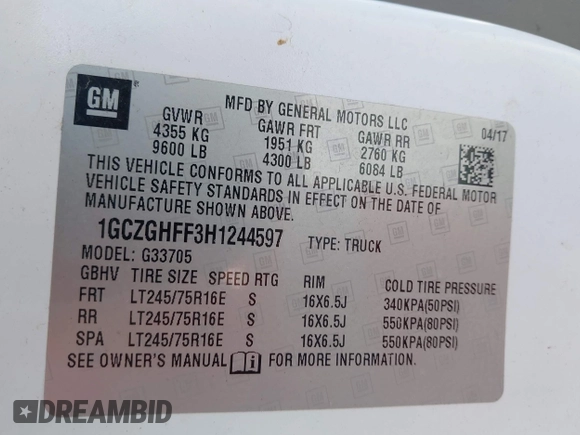 GM
MFD BY GENERAL MOTORS LLC
04/17
GVWR GAWR FRT GAWR RR
4355 KG 1951 KG 2760 KG
9600 LB 4300 LB 6084 LB
THIS VEHICLE CONFORMS TO ALL APPLICABLE U.S. FEDERAL MOTOR
VEHICLE SAFETY STANDARDS IN EFFECT ON THE DATE OF
MANUFACTURE SHOWN ABOVE.
1GCZGHFF3H1244597 TYPE: TRUCK
MODEL: G33705
GBHV TIRE SIZE SPEED RTG RIM COLD TIRE PRESSURE
FRT LT245/75R16E S 16X6.5J 340KPA(50PSI)
RR LT245/75R16E S 16X6.5J 550KPA(80PSI)
SPA LT245/75R16E S 16X6.5J 550KPA(80PSI)
SEE OWNER'S MANUAL FOR MORE INFORMATION.
DREAMBID